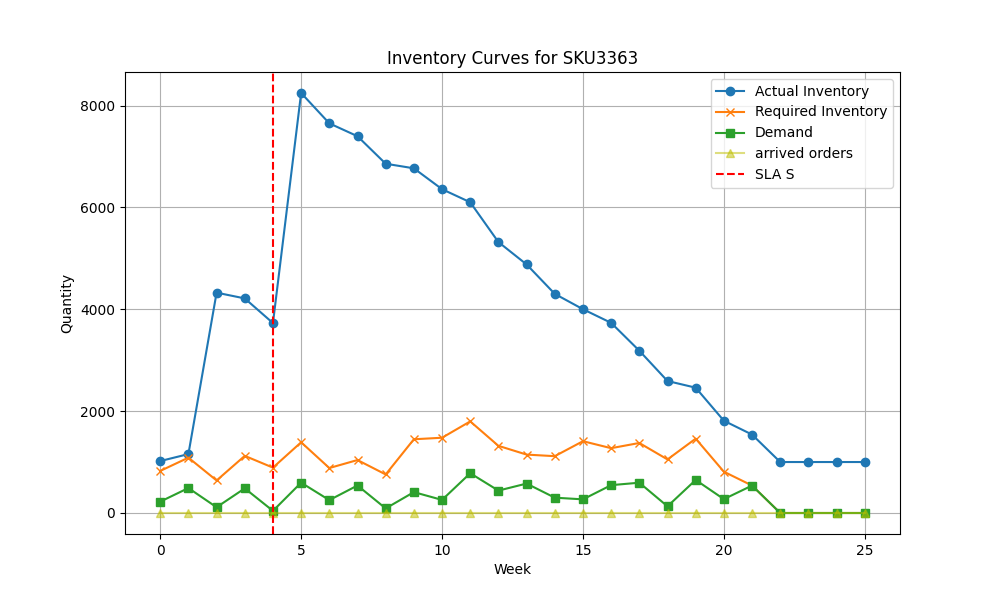 Inventory Curves for SKU3363
Actual Inventory
Required Inventory
Demand
arrived orders
SLA S
8000
6000
4000
2000
0
Quantity
0 5 10 15 20 25
Week